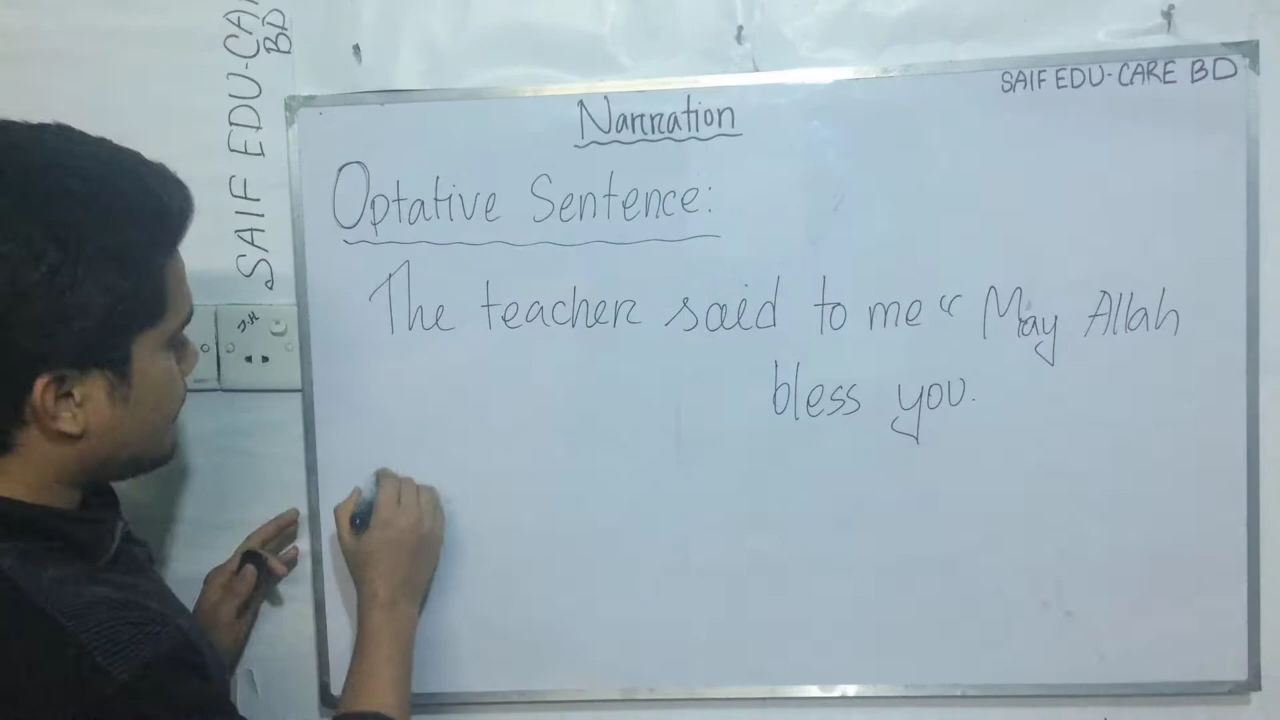 SAIF EDU-CARE BD
Narration
Optative Sentence:
The teacher said to me “ May Allah
bless you.
SAIF EDU-CA
BD
J.H